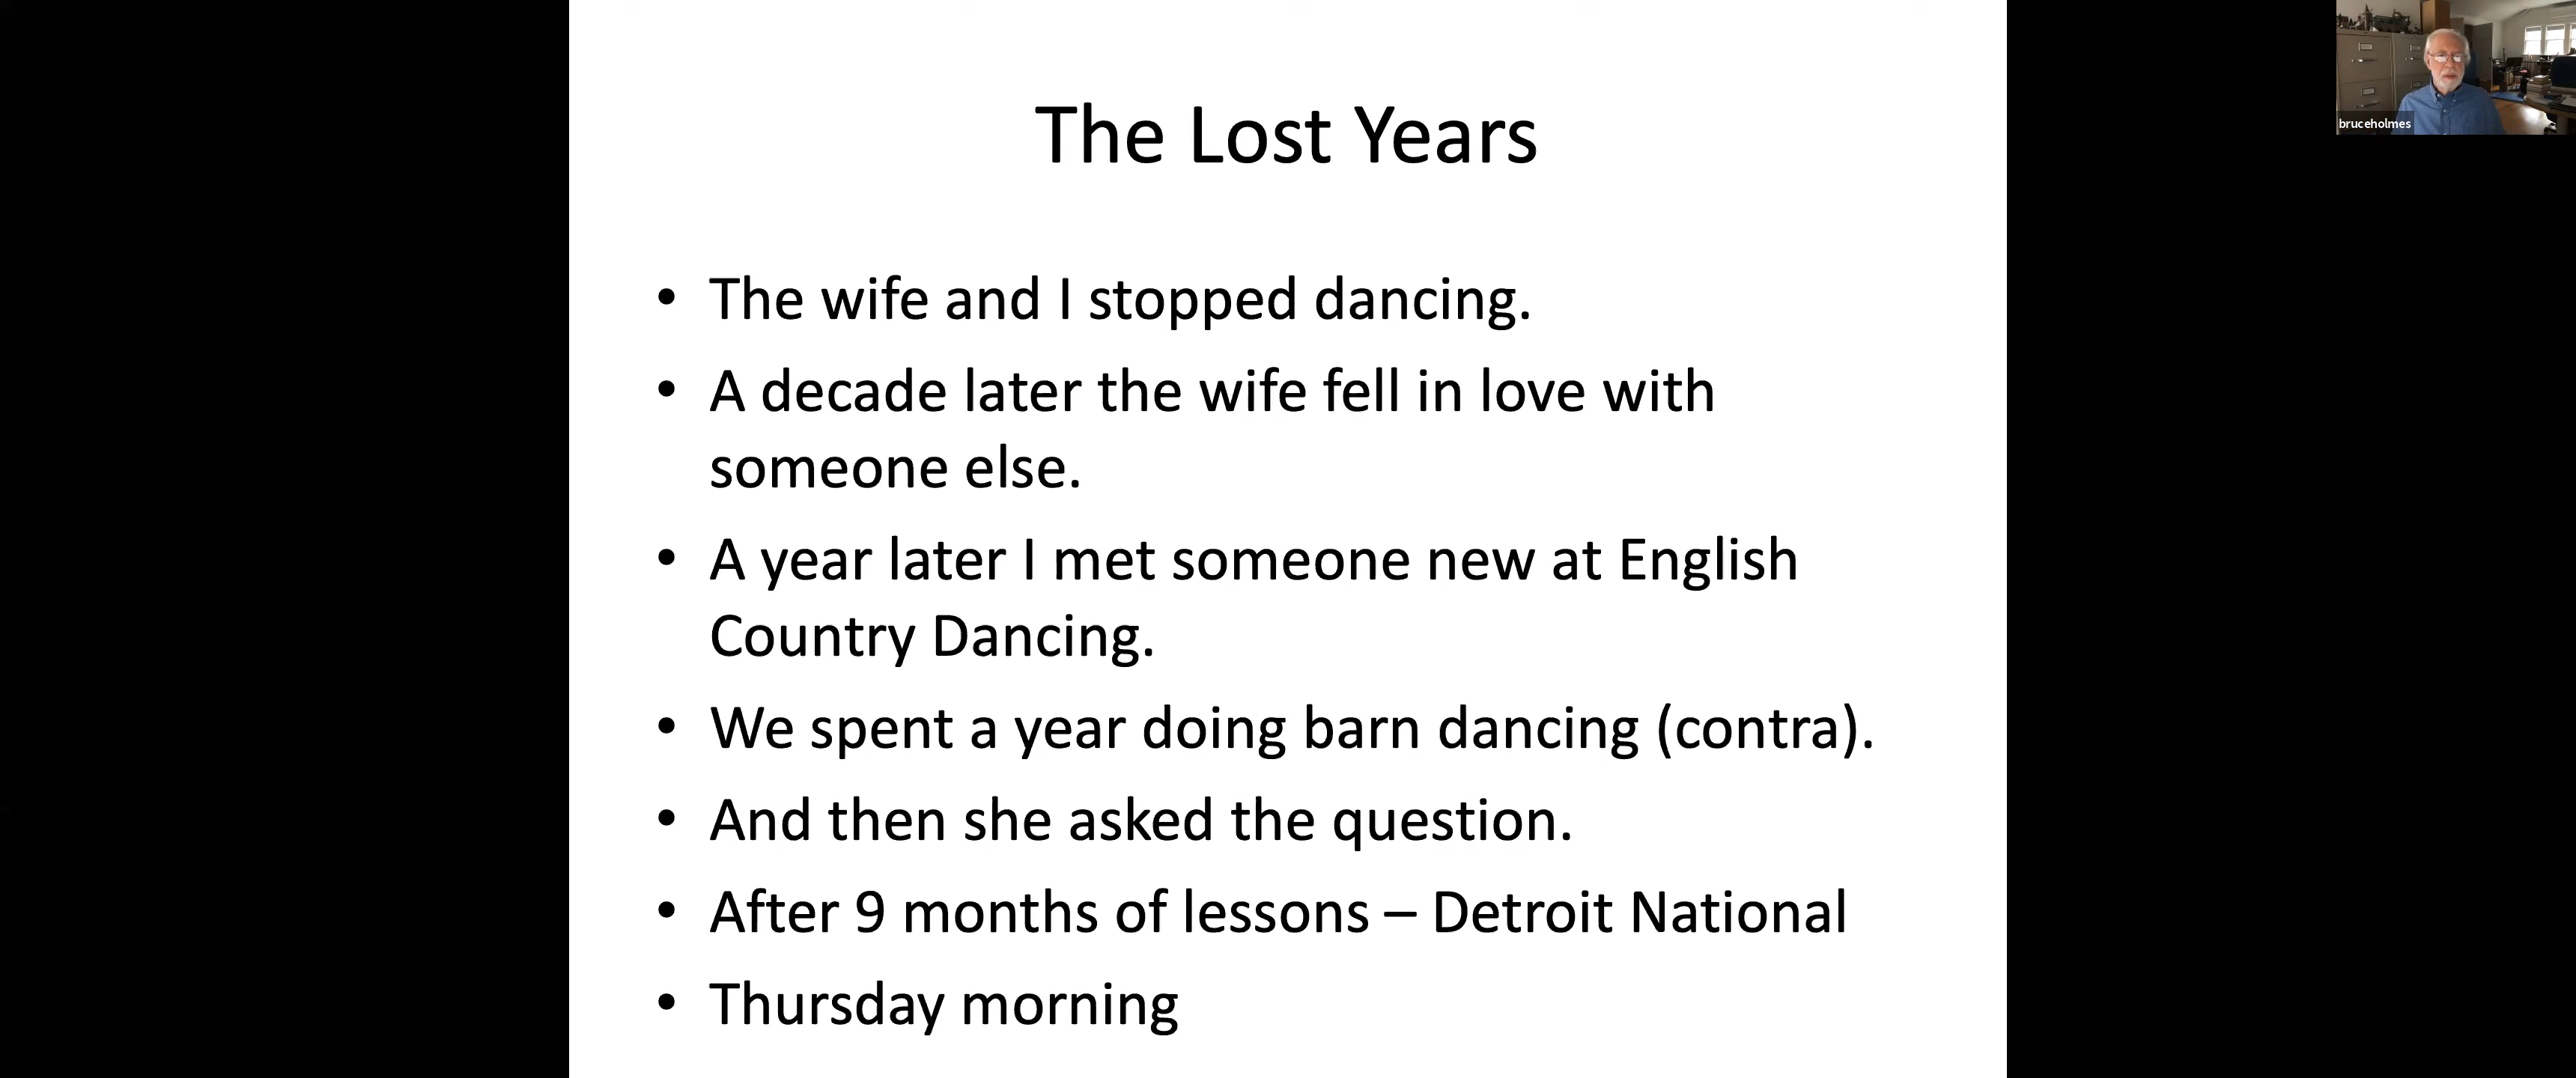 The Lost Years
• The wife and I stopped dancing.
• A decade later the wife fell in love with
someone else.
• A year later I met someone new at English
Country Dancing.
• We spent a year doing barn dancing (contra).
• And then she asked the question.
• After 9 months of lessons – Detroit National
• Thursday morning
bruceholmes